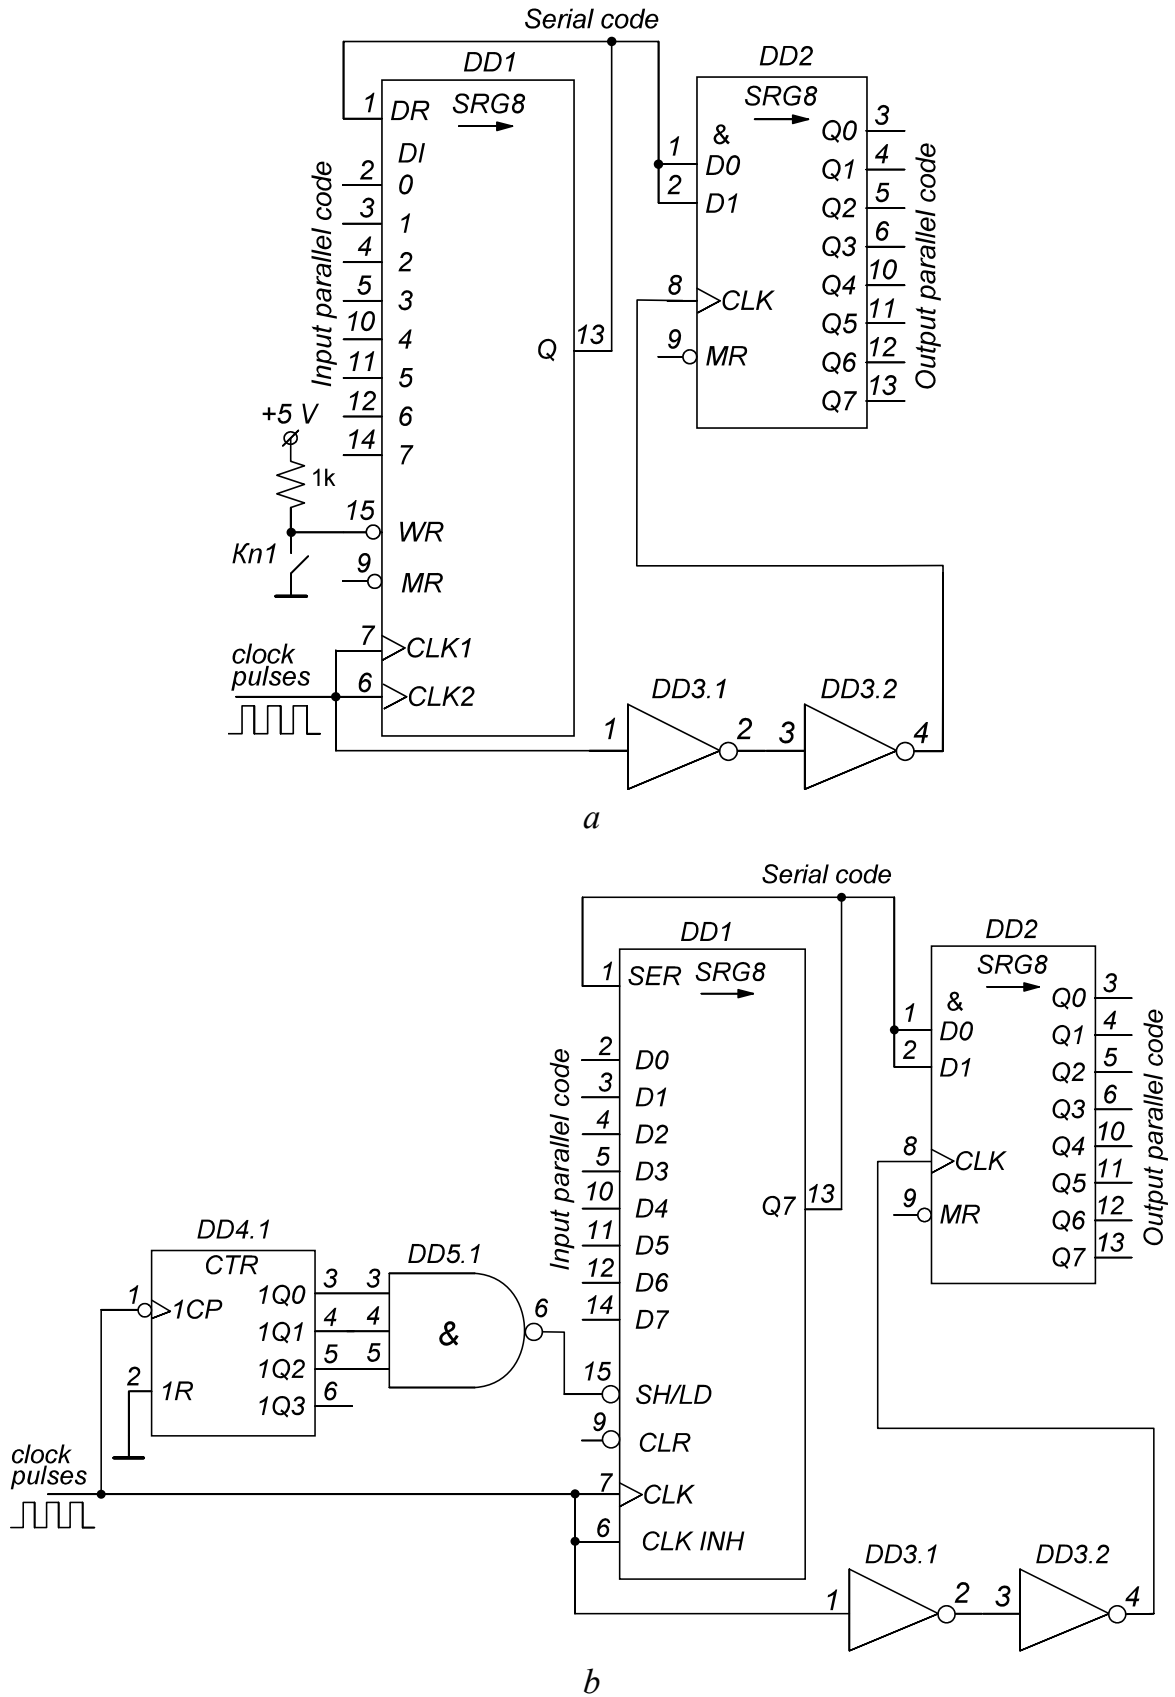 Serial code
DD1
DD2
1 DR SRG8
SRG8
DI
&
Input parallel code
2 0
3 1
4 2
5 3
10 4
11 5
12 6
14 7
Q 13
1 D0
2 D1
8 CLK
9 MR
Q0 3
Q1 4
Q2 5
Q3 6
Q4 10
Q5 11
Q6 12
Q7 13
Output parallel code
+5 V
1k
15 WR
Кп1
9 MR
7 CLK1
clock
pulses
6 CLK2
DD3.1
DD3.2
1 2 3 4
a
Serial code
DD1
DD2
1 SER SRG8
SRG8
&
Input parallel code
2 D0
3 D1
4 D2
5 D3
10 D4
11 D5
12 D6
14 D7
Q7 13
1 D0
2 D1
8 CLK
9 MR
Q0 3
Q1 4
Q2 5
Q3 6
Q4 10
Q5 11
Q6 12
Q7 13
Output parallel code
DD4.1
CTR
DD5.1
1 1CP
2 1R
1Q0 3 3
1Q1 4 4
1Q2 5 5
1Q3 6
&
6
15 SH/LD
9 CLR
clock
pulses
7 CLK
6 CLK INH
DD3.1
DD3.2
1 2 3 4
b